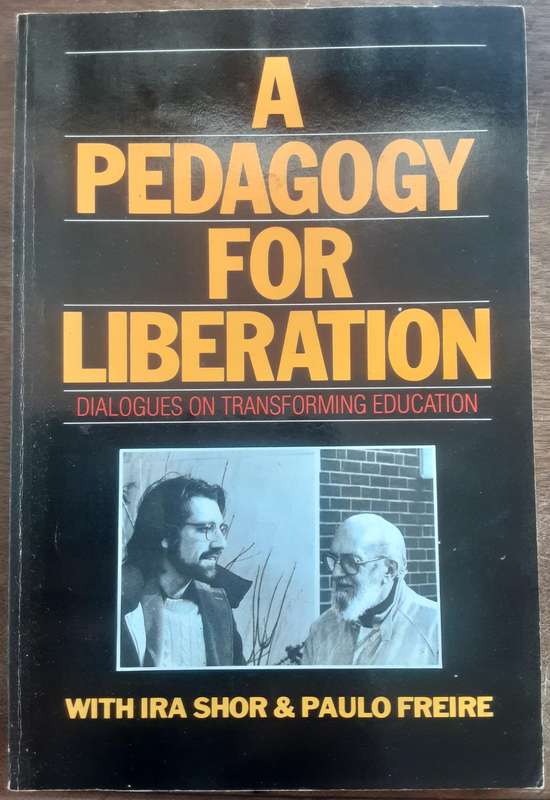 A
PEDAGOGY
FOR
LIBERATION
DIALOGUES ON TRANSFORMING EDUCATION
WITH IRA SHOR & PAULO FREIRE